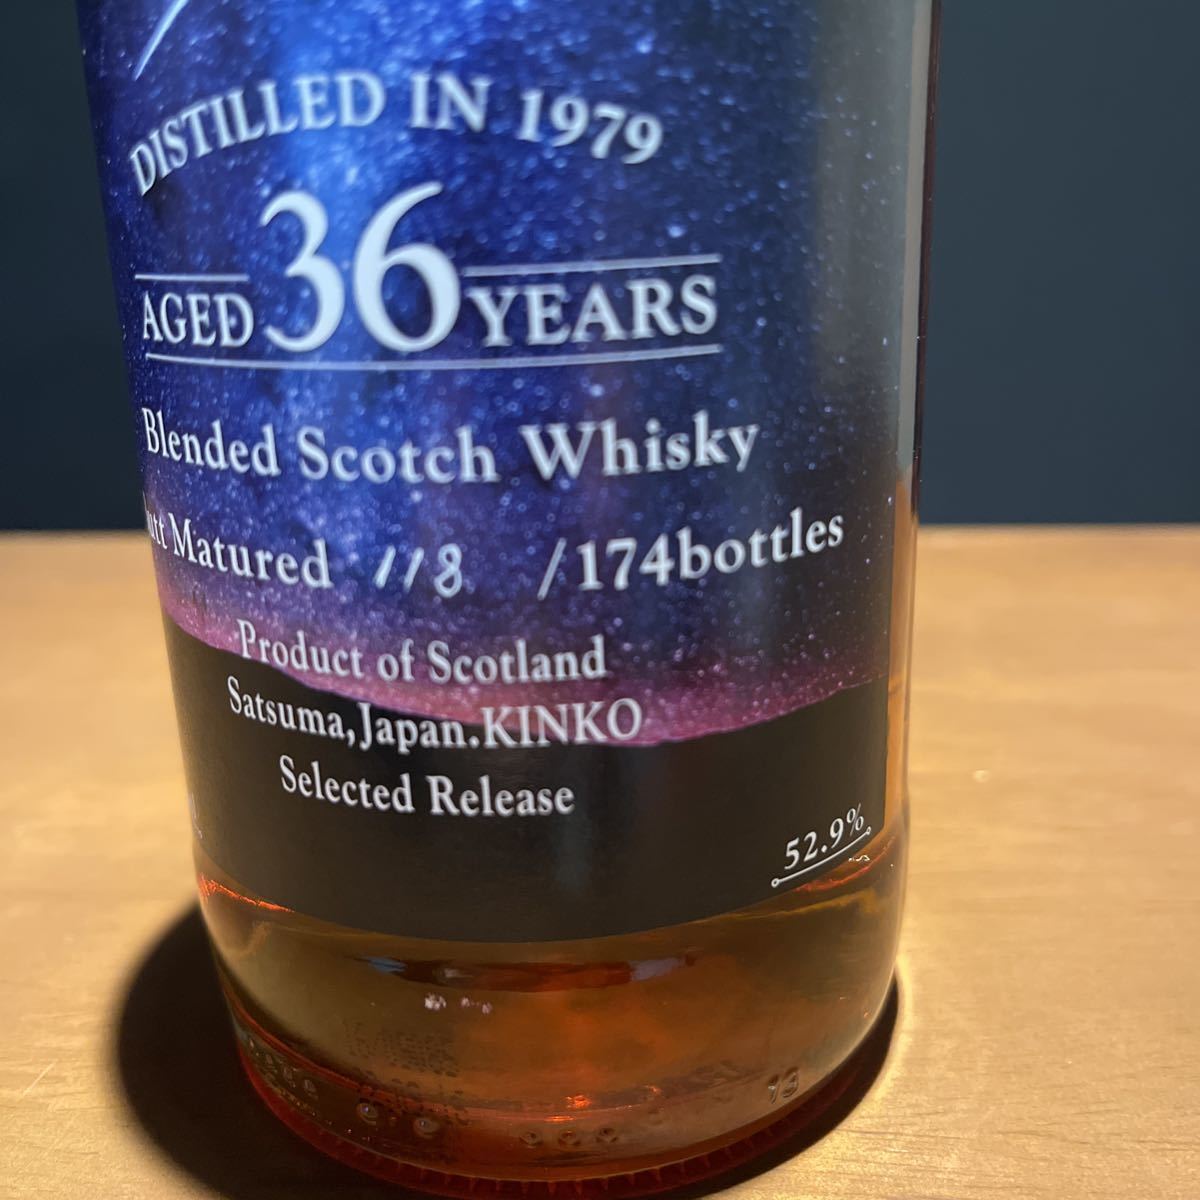 DISTILLED IN 1979
AGED 36 YEARS
Blended Scotch Whisky
Matured 118 /174bottles
Product of Scotland
Satsuma,Japan.KINKO
Selected Release
52.9%
13